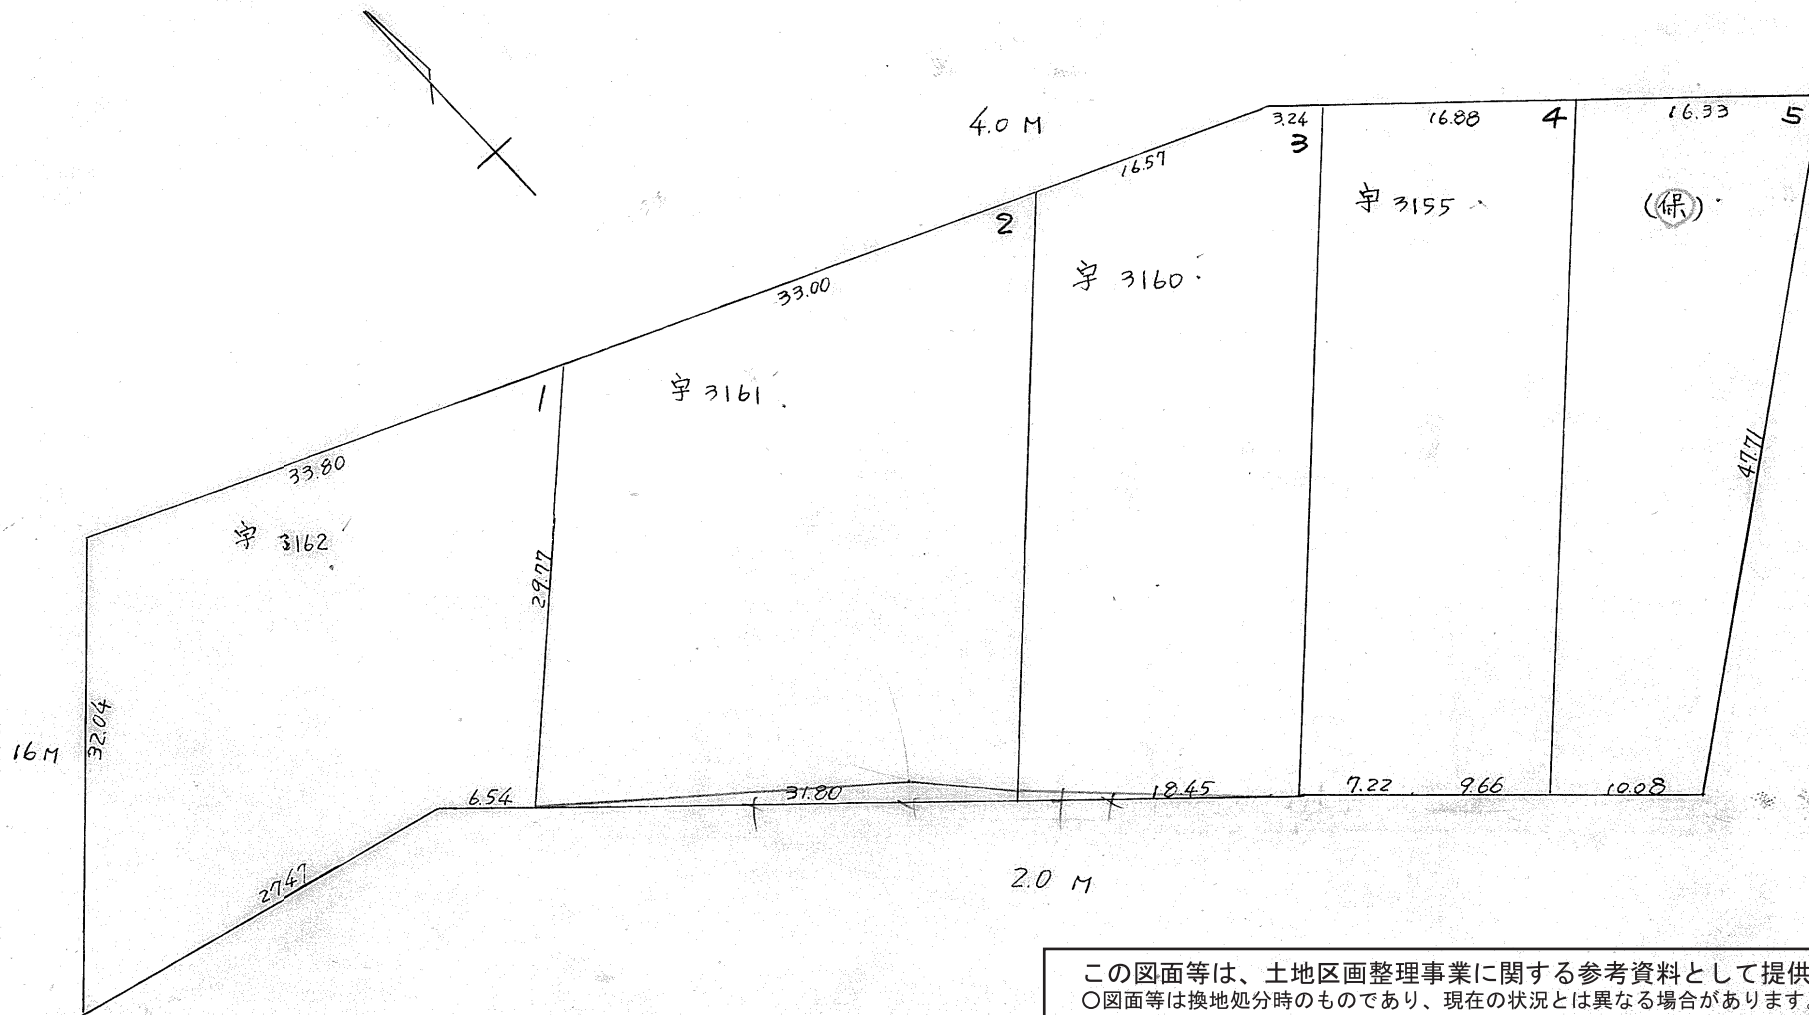 4.0 M
3.24
16.88
16.33
3
4
5
16.57
字 3155
(保)
2
字 3160
33.00
1
字 3161
33.80
字 3162
29.77
47.71
32.04
16 M
6.54
31.80
18.45
7.22
9.66
10.08
27.47
2.0 M
この図面等は、土地区画整理事業に関する参考資料として提供
○図面等は換地処分時のものであり、現在の状況とは異なる場合があります。